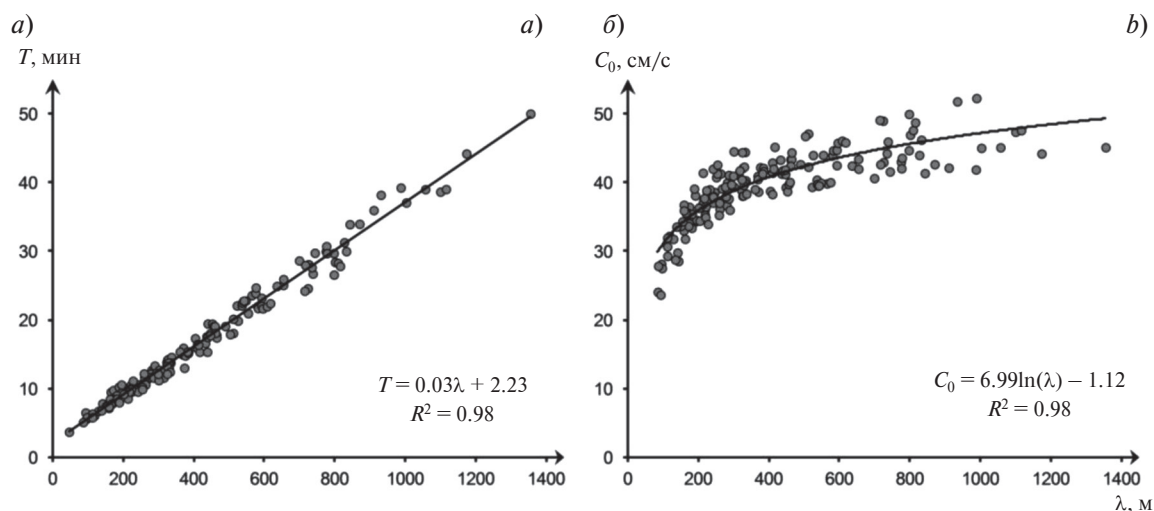 а) а) б) b)
T, мин C₀, см/с
50 50
40 40
30 30
20 20
10 10
T = 0.03λ + 2.23 C₀ = 6.99ln(λ) − 1.12
R² = 0.98 R² = 0.98
0 0
0 200 400 600 800 1000 1200 1400 0 200 400 600 800 1000 1200 1400
λ, м